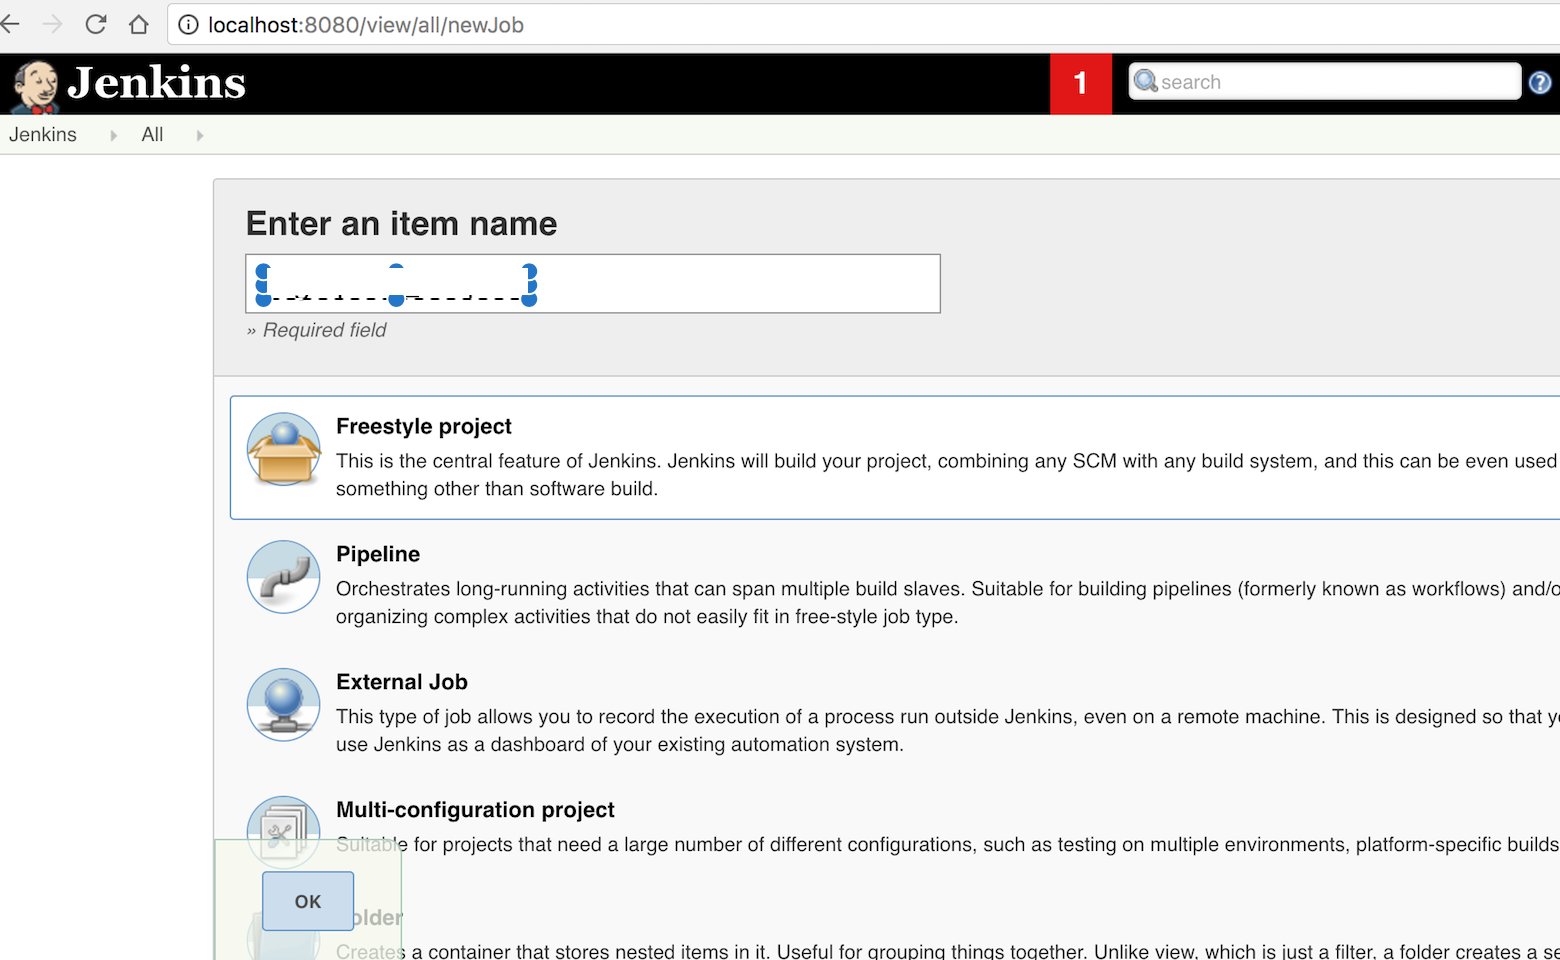 localhost:8080/view/all/newJob
Jenkins
1
search
?
Jenkins
All
Enter an item name
» Required field
Freestyle project
This is the central feature of Jenkins. Jenkins will build your project, combining any SCM with any build system, and this can be even used
something other than software build.
Pipeline
Orchestrates long-running activities that can span multiple build slaves. Suitable for building pipelines (formerly known as workflows) and/o
organizing complex activities that do not easily fit in free-style job type.
External Job
This type of job allows you to record the execution of a process run outside Jenkins, even on a remote machine. This is designed so that y
use Jenkins as a dashboard of your existing automation system.
Multi-configuration project
Suitable for projects that need a large number of different configurations, such as testing on multiple environments, platform-specific builds
OK
older
Creates a container that stores nested items in it. Useful for grouping things together. Unlike view, which is just a filter, a folder creates a se